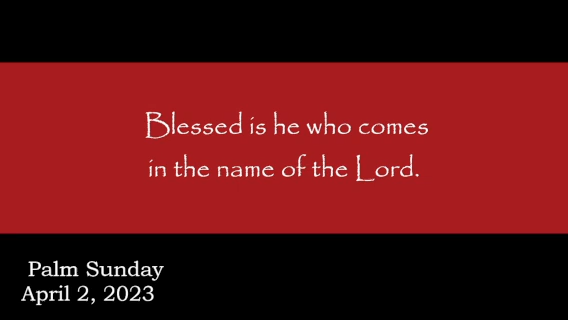 Blessed is he who comes
in the name of the Lord.
Palm Sunday
April 2, 2023